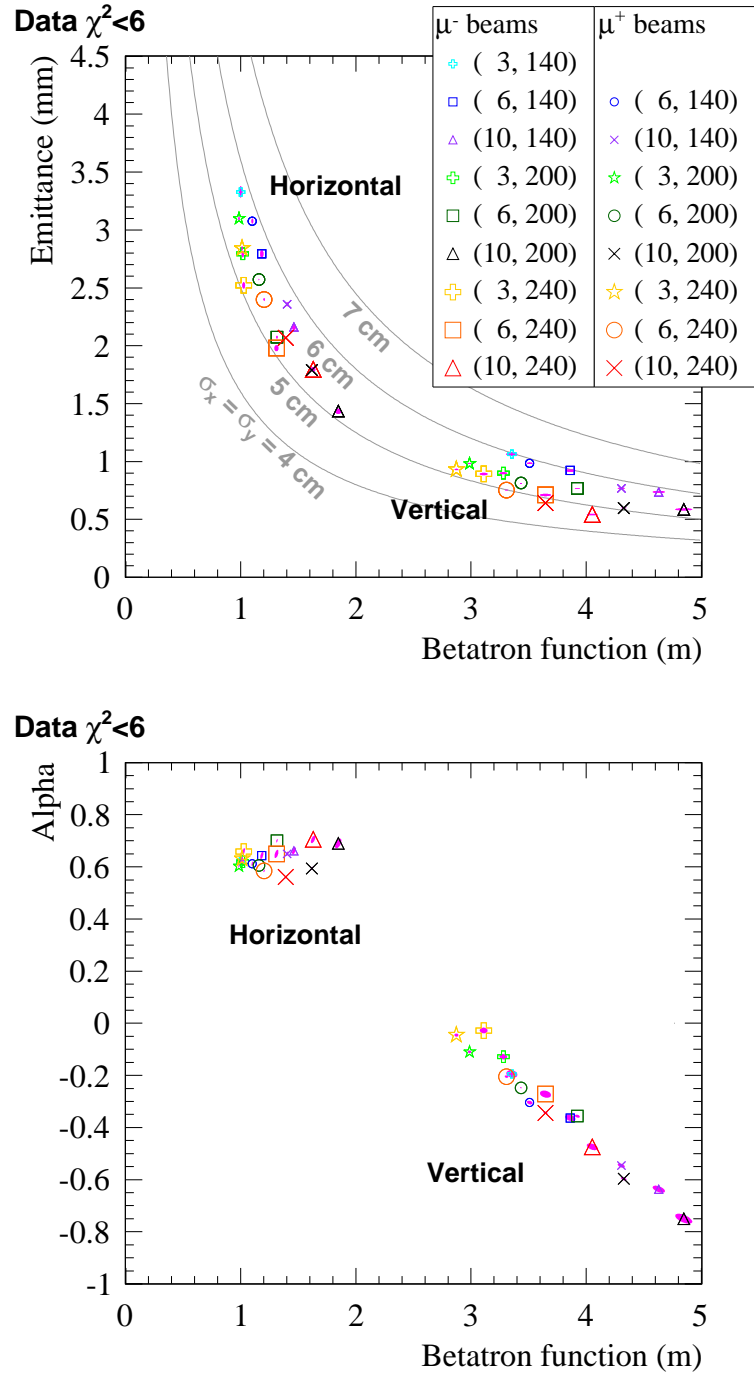 Data χ²<6
μ⁻ beams
μ⁺ beams
( 3, 140)
( 6, 140)
( 6, 140)
(10, 140)
(10, 140)
( 3, 200)
( 3, 200)
( 6, 200)
( 6, 200)
(10, 200)
(10, 200)
( 3, 240)
( 3, 240)
( 6, 240)
( 6, 240)
(10, 240)
(10, 240)
Emittance (mm)
4.5
4
3.5
3
2.5
2
1.5
1
0.5
0
Horizontal
7 cm
6 cm
5 cm
σx = σy = 4 cm
Vertical
0 1 2 3 4 5
Betatron function (m)
Data χ²<6
Alpha
1
0.8
0.6
0.4
0.2
0
-0.2
-0.4
-0.6
-0.8
-1
Horizontal
Vertical
0 1 2 3 4 5
Betatron function (m)